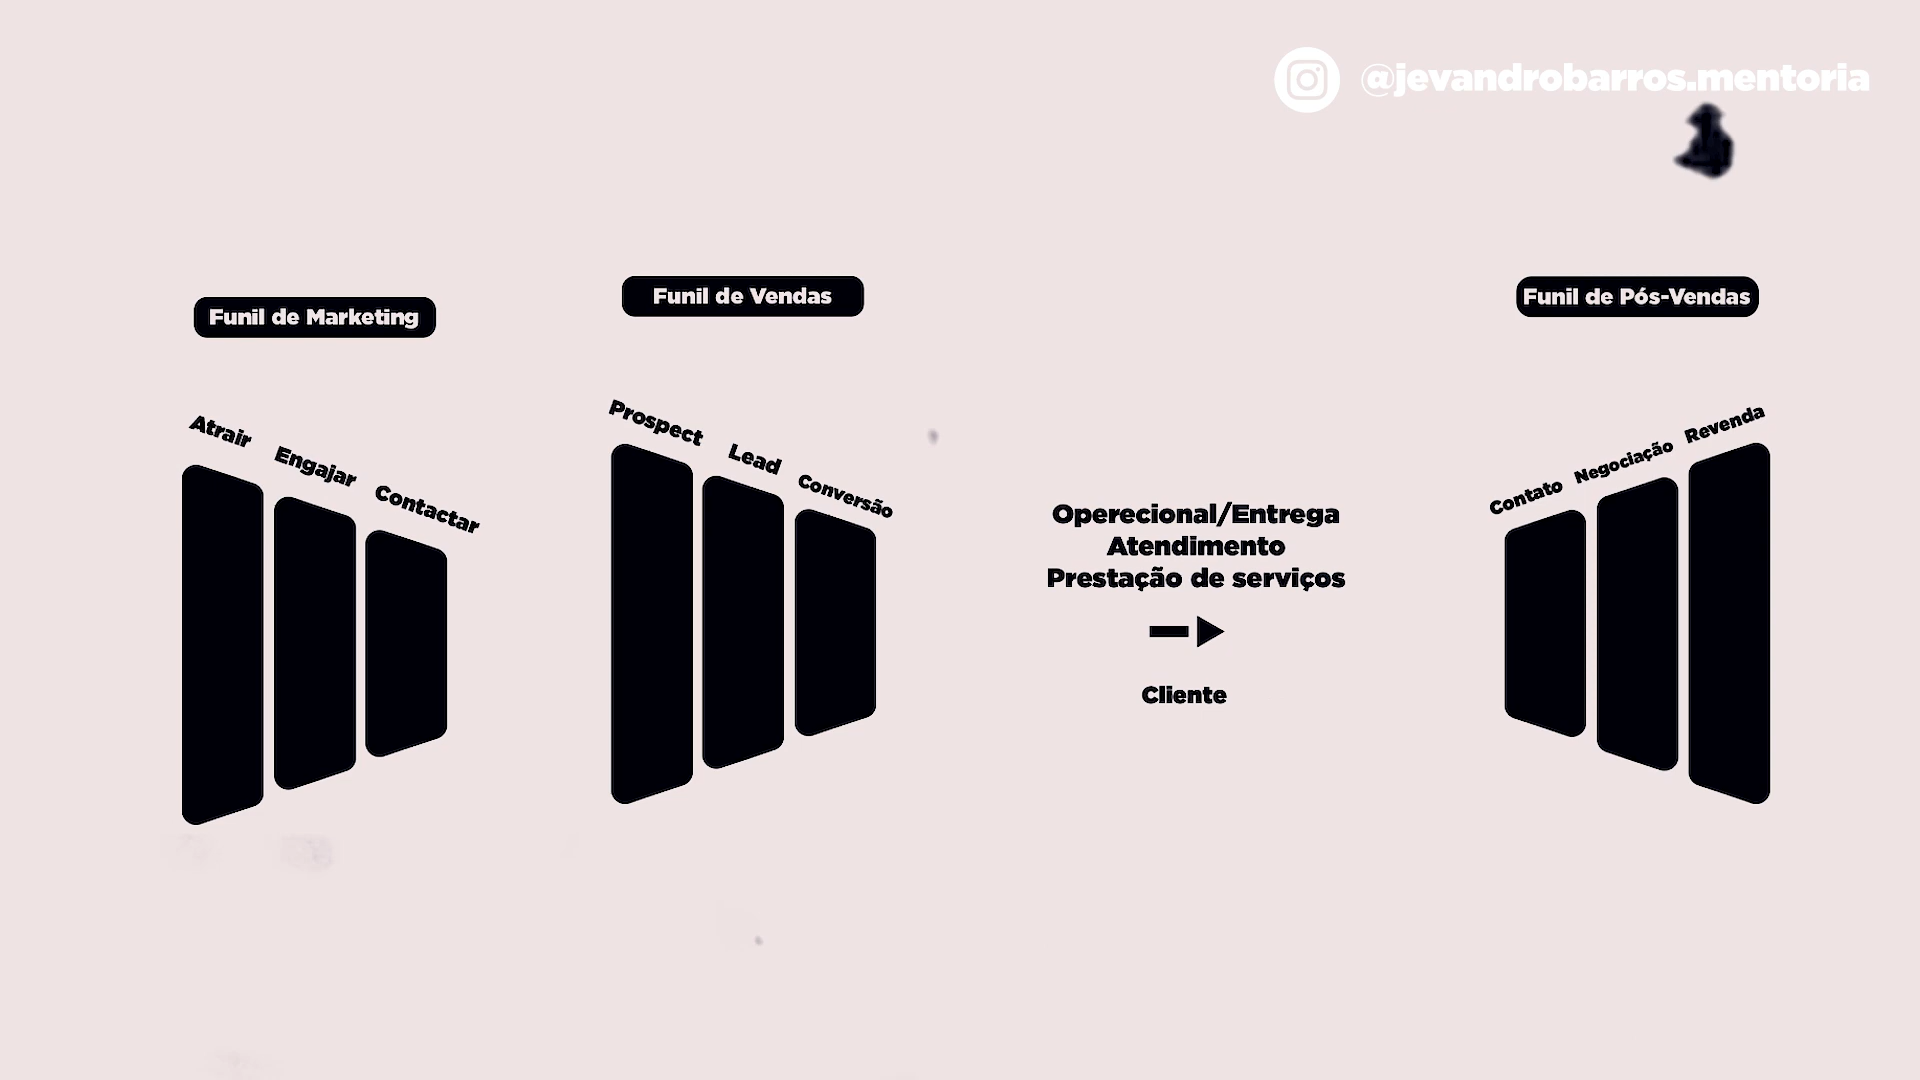 @jevandrobarros.mentoria
Funil de Marketing
Atrair
Engajar
Contactar
Funil de Vendas
Prospect
Lead
Conversão
Operecional/Entrega
Atendimento
Prestação de serviços
Cliente
Funil de Pós-Vendas
Contato
Negociação
Revenda